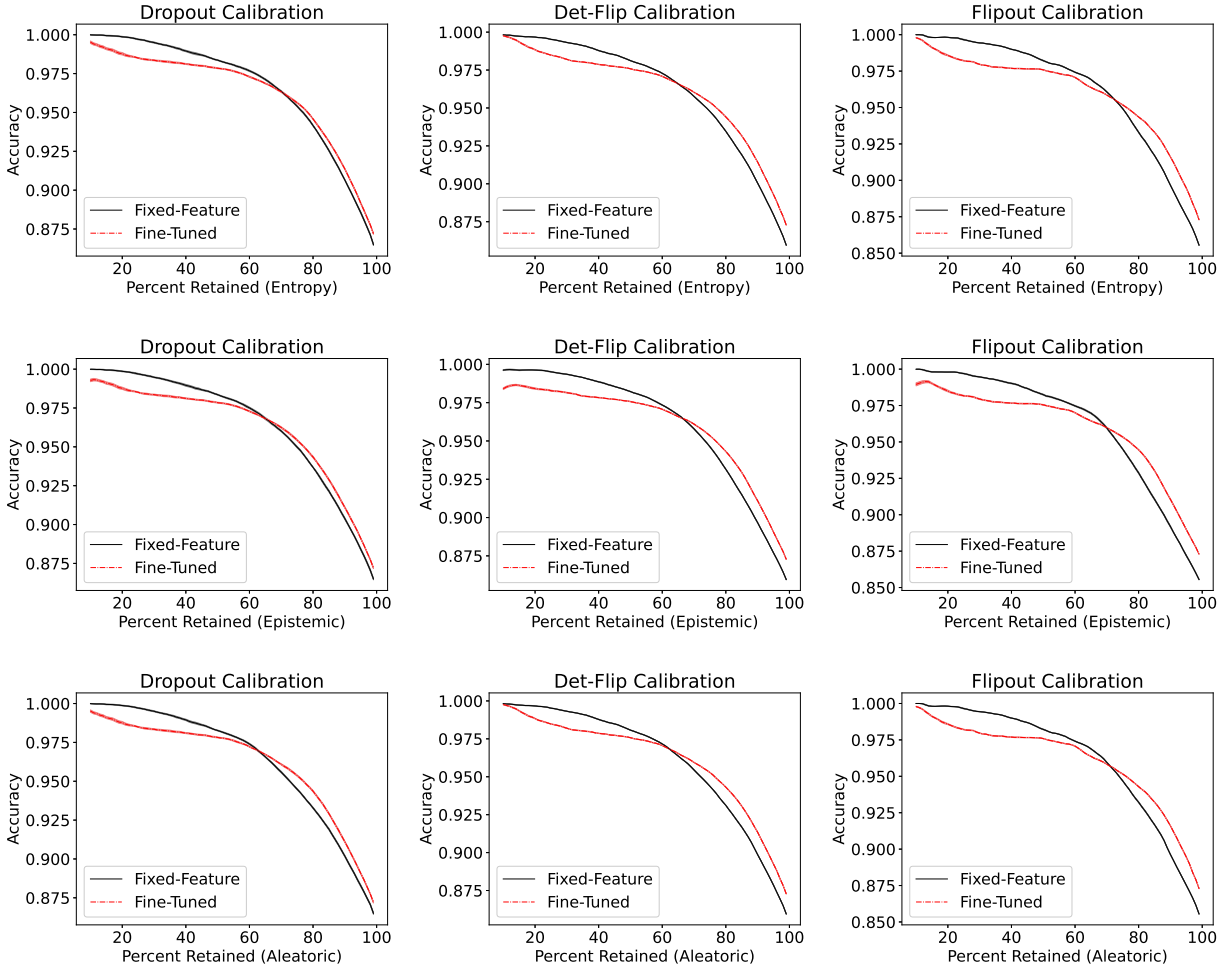 Dropout Calibration
1.000
0.975
0.950
0.925
0.900
0.875
Accuracy
Fixed-Feature
Fine-Tuned
20 40 60 80 100
Percent Retained (Entropy)
Det-Flip Calibration
1.000
0.975
0.950
0.925
0.900
0.875
Accuracy
Fixed-Feature
Fine-Tuned
20 40 60 80 100
Percent Retained (Entropy)
Flipout Calibration
1.000
0.975
0.950
0.925
0.900
0.875
0.850
Accuracy
Fixed-Feature
Fine-Tuned
20 40 60 80 100
Percent Retained (Entropy)
Dropout Calibration
1.000
0.975
0.950
0.925
0.900
0.875
Accuracy
Fixed-Feature
Fine-Tuned
20 40 60 80 100
Percent Retained (Epistemic)
Det-Flip Calibration
1.000
0.975
0.950
0.925
0.900
0.875
Accuracy
Fixed-Feature
Fine-Tuned
20 40 60 80 100
Percent Retained (Epistemic)
Flipout Calibration
1.000
0.975
0.950
0.925
0.900
0.875
0.850
Accuracy
Fixed-Feature
Fine-Tuned
20 40 60 80 100
Percent Retained (Epistemic)
Dropout Calibration
1.000
0.975
0.950
0.925
0.900
0.875
Accuracy
Fixed-Feature
Fine-Tuned
20 40 60 80 100
Percent Retained (Aleatoric)
Det-Flip Calibration
1.000
0.975
0.950
0.925
0.900
0.875
Accuracy
Fixed-Feature
Fine-Tuned
20 40 60 80 100
Percent Retained (Aleatoric)
Flipout Calibration
1.000
0.975
0.950
0.925
0.900
0.875
0.850
Accuracy
Fixed-Feature
Fine-Tuned
20 40 60 80 100
Percent Retained (Aleatoric)